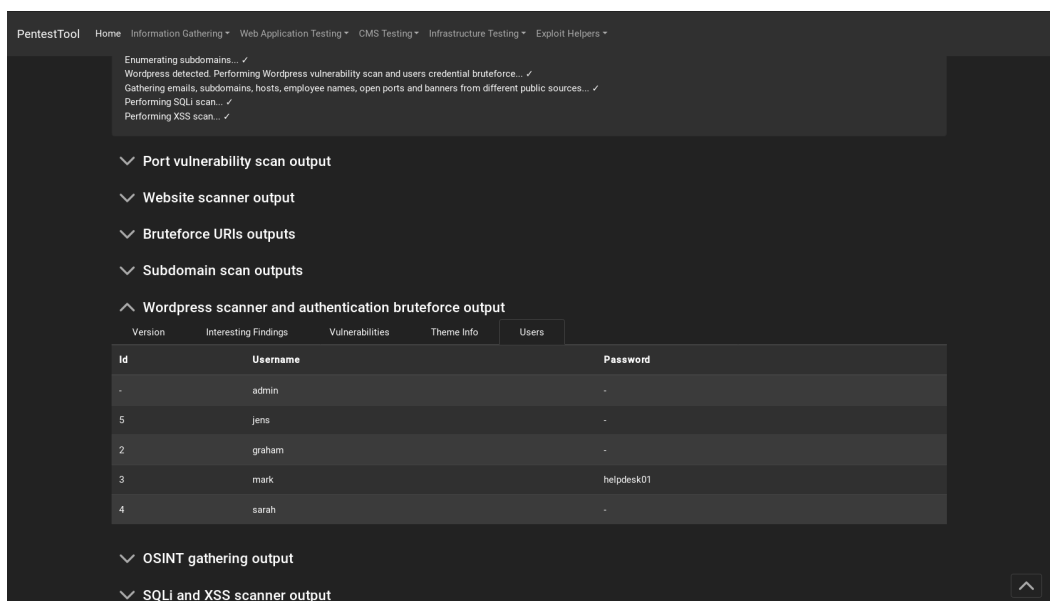 PentestTool Home Information Gathering Web Application Testing CMS Testing Infrastructure Testing Exploit Helpers
Enumerating subdomains... ✓
Wordpress detected. Performing Wordpress vulnerability scan and users credential bruteforce... ✓
Gathering emails, subdomains, hosts, employee names, open ports and banners from different public sources... ✓
Performing SQLi scan... ✓
Performing XSS scan... ✓
Port vulnerability scan output
Website scanner output
Bruteforce URIs outputs
Subdomain scan outputs
Wordpress scanner and authentication bruteforce output
Version Interesting Findings Vulnerabilities Theme Info Users
Id Username Password
- admin -
5 jens -
2 graham -
3 mark helpdesk01
4 sarah -
OSINT gathering output
SQLi and XSS scanner output